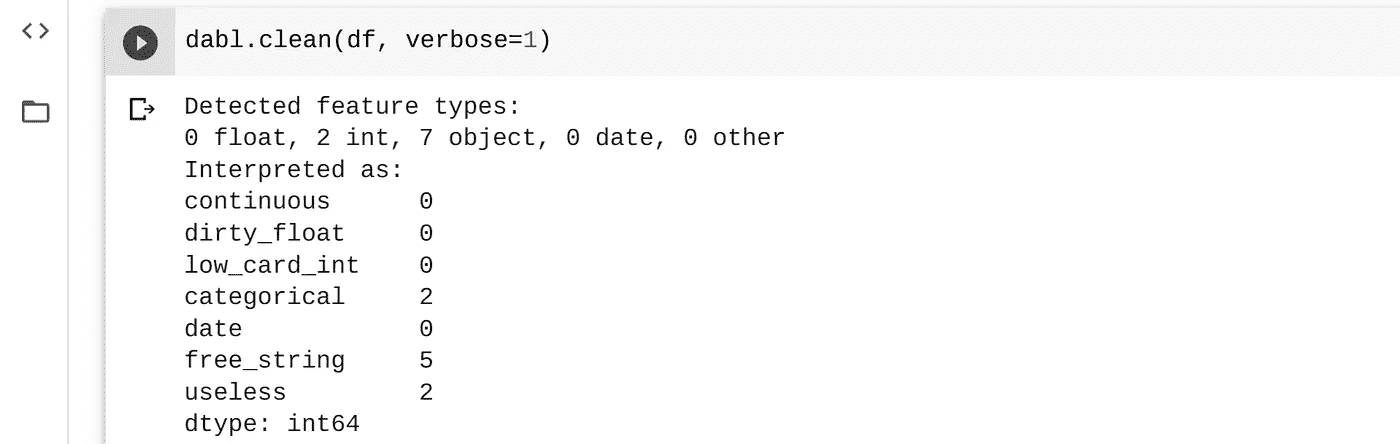 dabl.clean(df, verbose=1)
Detected feature types:
0 float, 2 int, 7 object, 0 date, 0 other
Interpreted as:
continuous      0
dirty_float     0
low_card_int    0
categorical     2
date            0
free_string     5
useless         2
dtype: int64